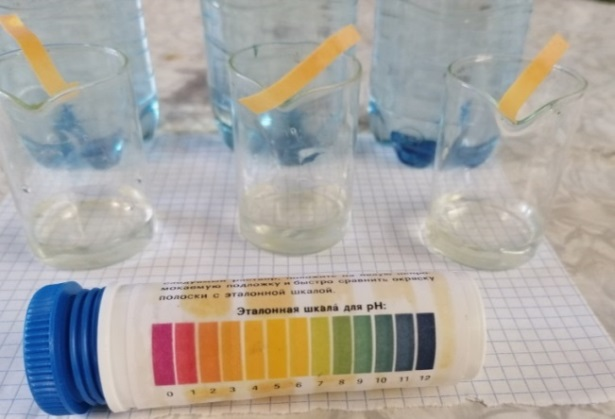 мокаемую подложку и быстро сравнить окраску
полоски с эталонной шкалой.
Эталонная шкала для pH:
0 1 2 3 4 5 6 7 8 9 10 11 12